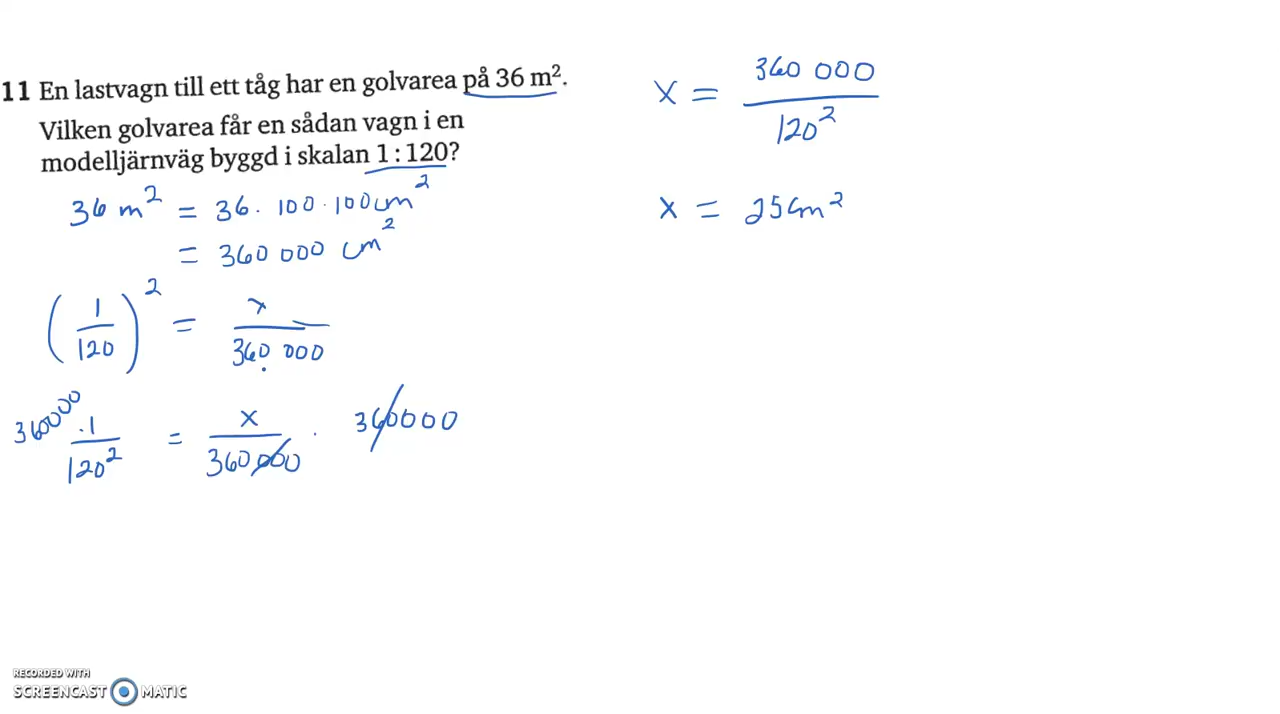 11 En lastvagn till ett tåg har en golvarea på 36 m².
Vilken golvarea får en sådan vagn i en
modelljärnväg byggd i skalan 1 : 120?
36 m² = 36 · 100 · 100 cm²
= 360 000 cm²
(1/120)² = x/360 000
360000 · 1/120² = x/360 000 · 360000
x = 360 000/120²
x = 25 cm²
RECORDED WITH
SCREENCAST MATIC